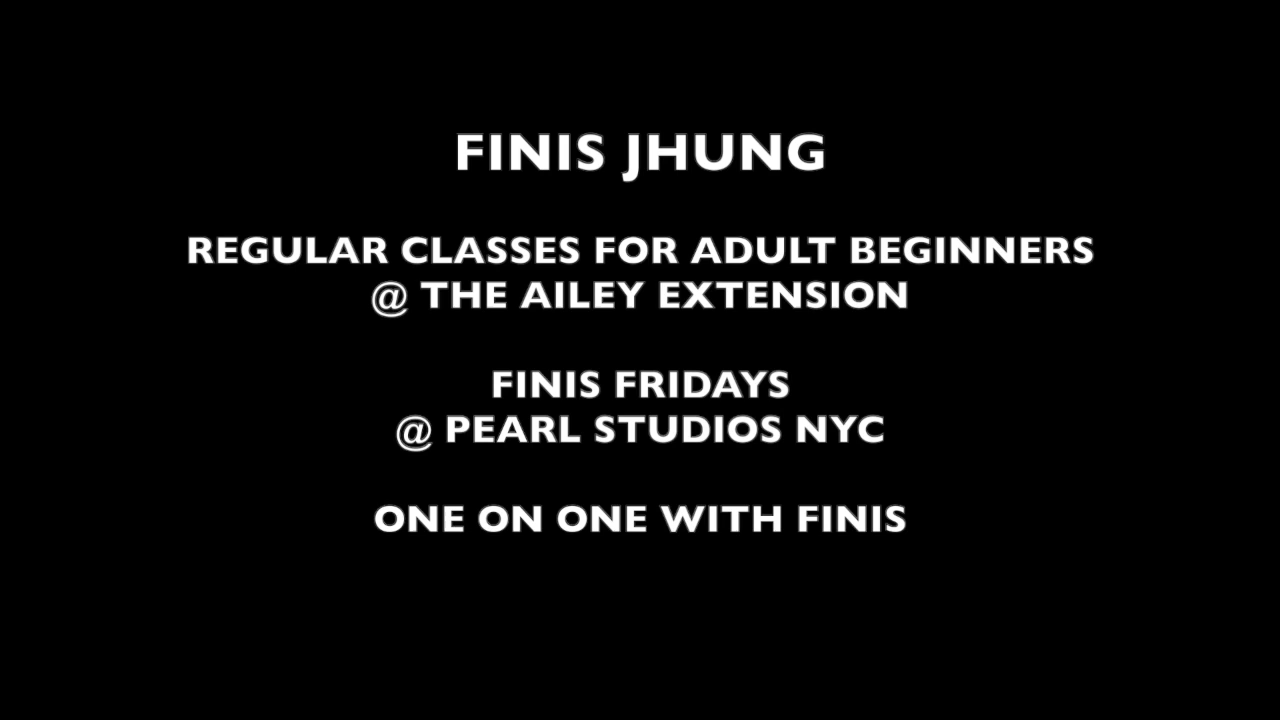 FINIS JHUNG
REGULAR CLASSES FOR ADULT BEGINNERS
@ THE AILEY EXTENSION
FINIS FRIDAYS
@ PEARL STUDIOS NYC
ONE ON ONE WITH FINIS